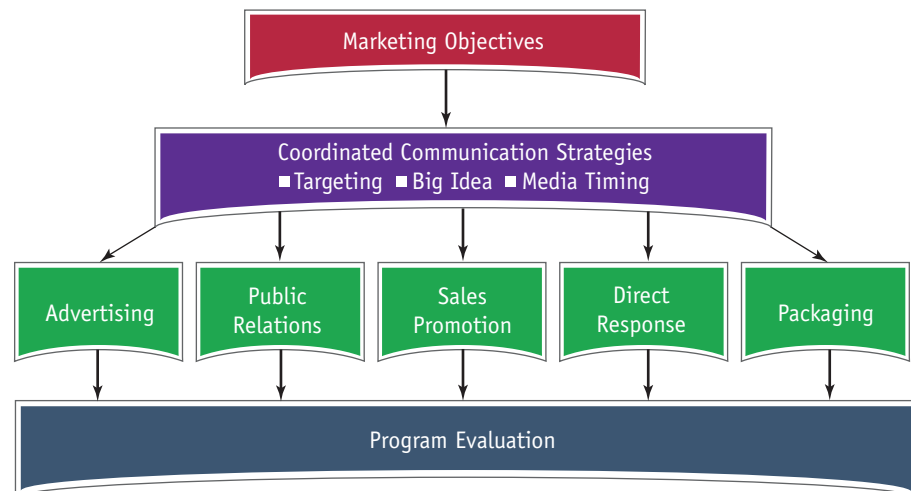 Marketing Objectives
Coordinated Communication Strategies
■ Targeting ■ Big Idea ■ Media Timing
Advertising
Public
Relations
Sales
Promotion
Direct
Response
Packaging
Program Evaluation